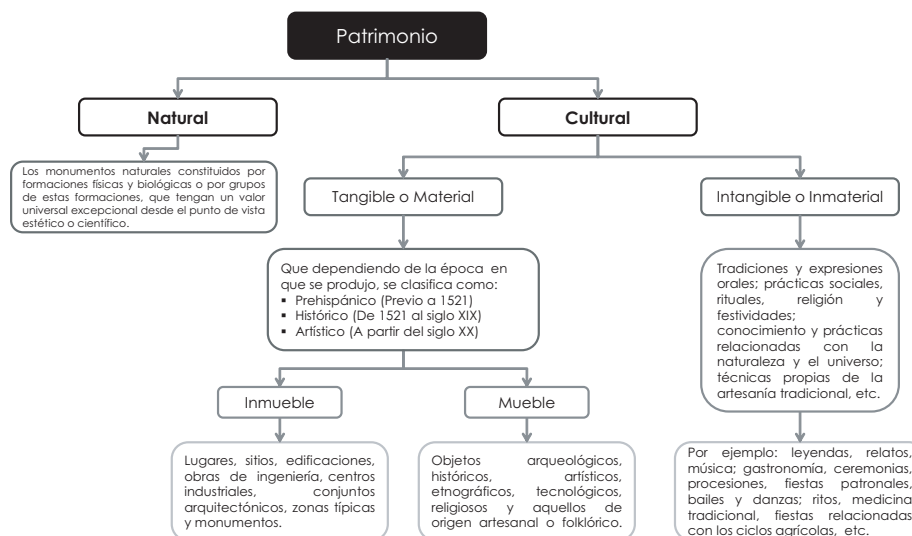 Patrimonio
Natural
Los monumentos naturales constituidos por
formaciones físicas y biológicas o por grupos
de estas formaciones, que tengan un valor
universal excepcional desde el punto de vista
estético o científico.
Cultural
Tangible o Material
Que dependiendo de la época en
que se produjo, se clasifica como:
▪ Prehispánico (Previo a 1521)
▪ Histórico (De 1521 al siglo XIX)
▪ Artístico (A partir del siglo XX)
Inmueble
Lugares, sitios, edificaciones,
obras de ingeniería, centros
industriales, conjuntos
arquitectónicos, zonas típicas
y monumentos.
Mueble
Objetos arqueológicos,
históricos, artísticos,
etnográficos, tecnológicos,
religiosos y aquellos de
origen artesanal o folklórico.
Intangible o Inmaterial
Tradiciones y expresiones
orales; prácticas sociales,
rituales, religión y
festividades;
conocimiento y prácticas
relacionadas con la
naturaleza y el universo;
técnicas propias de la
artesanía tradicional, etc.
Por ejemplo: leyendas, relatos,
música; gastronomía, ceremonias,
procesiones, fiestas patronales,
bailes y danzas; ritos, medicina
tradicional, fiestas relacionadas
con los ciclos agrícolas, etc.